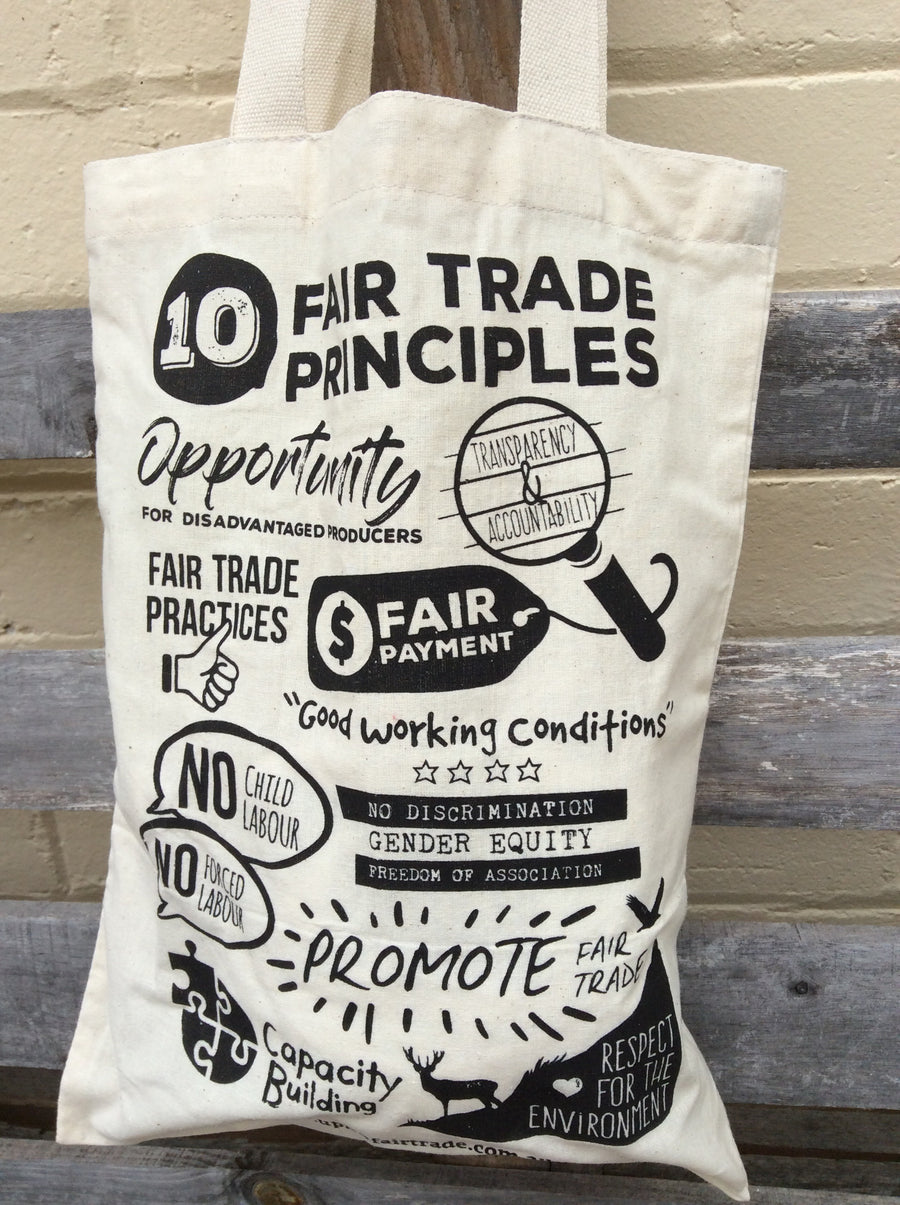 10 FAIR TRADE
PRINCIPLES
Opportunity
FOR DISADVANTAGED PRODUCERS
TRANSPARENCY
&
ACCOUNTABILITY
FAIR TRADE
PRACTICES
$ FAIR
PAYMENT
"Good working conditions"
NO CHILD
LABOUR
NO DISCRIMINATION
GENDER EQUITY
FREEDOM OF ASSOCIATION
NO FORCED
LABOUR
PROMOTE FAIR
TRADE
Capacity
Building
RESPECT
FOR THE
ENVIRONMENT